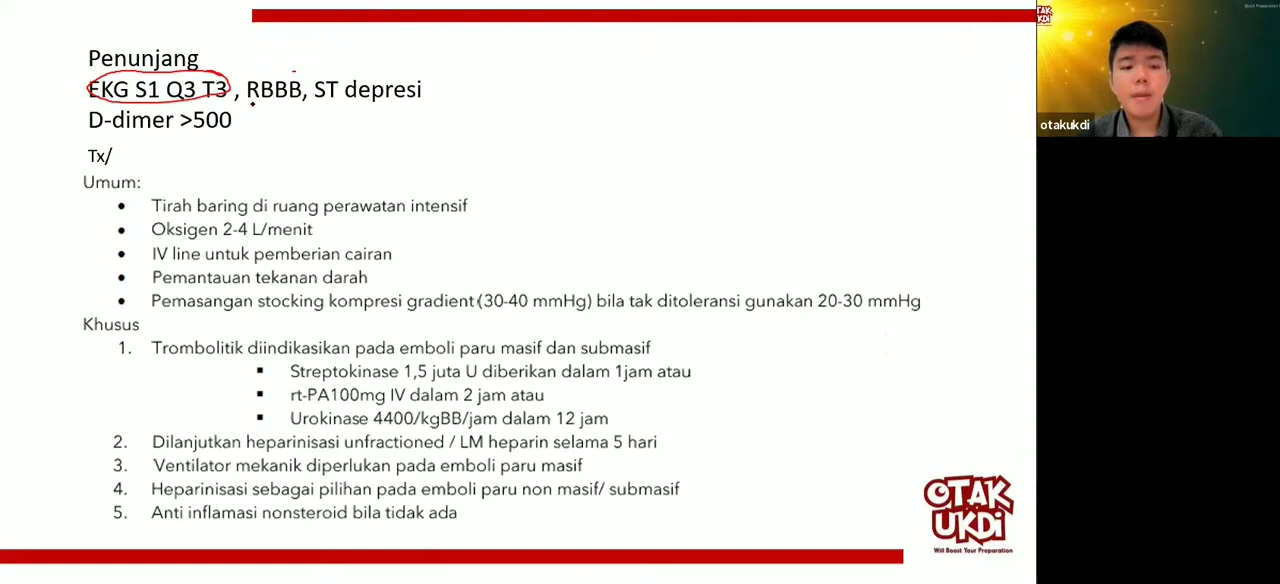 Penunjang
EKG S1 Q3 T3 , RBBB, ST depresi
D-dimer >500
Tx/
Umum:
• Tirah baring di ruang perawatan intensif
• Oksigen 2-4 L/menit
• IV line untuk pemberian cairan
• Pemantauan tekanan darah
• Pemasangan stocking kompresi gradient (30-40 mmHg) bila tak ditoleransi gunakan 20-30 mmHg
Khusus
1. Trombolitik diindikasikan pada emboli paru masif dan submasif
▪ Streptokinase 1,5 juta U diberikan dalam 1jam atau
▪ rt-PA100mg IV dalam 2 jam atau
▪ Urokinase 4400/kgBB/jam dalam 12 jam
2. Dilanjutkan heparinisasi unfractioned / LM heparin selama 5 hari
3. Ventilator mekanik diperlukan pada emboli paru masif
4. Heparinisasi sebagai pilihan pada emboli paru non masif/ submasif
5. Anti inflamasi nonsteroid bila tidak ada
OTAK
UKDI
Will Boost Your Preparation
OTAK
UKDI
otakukdi